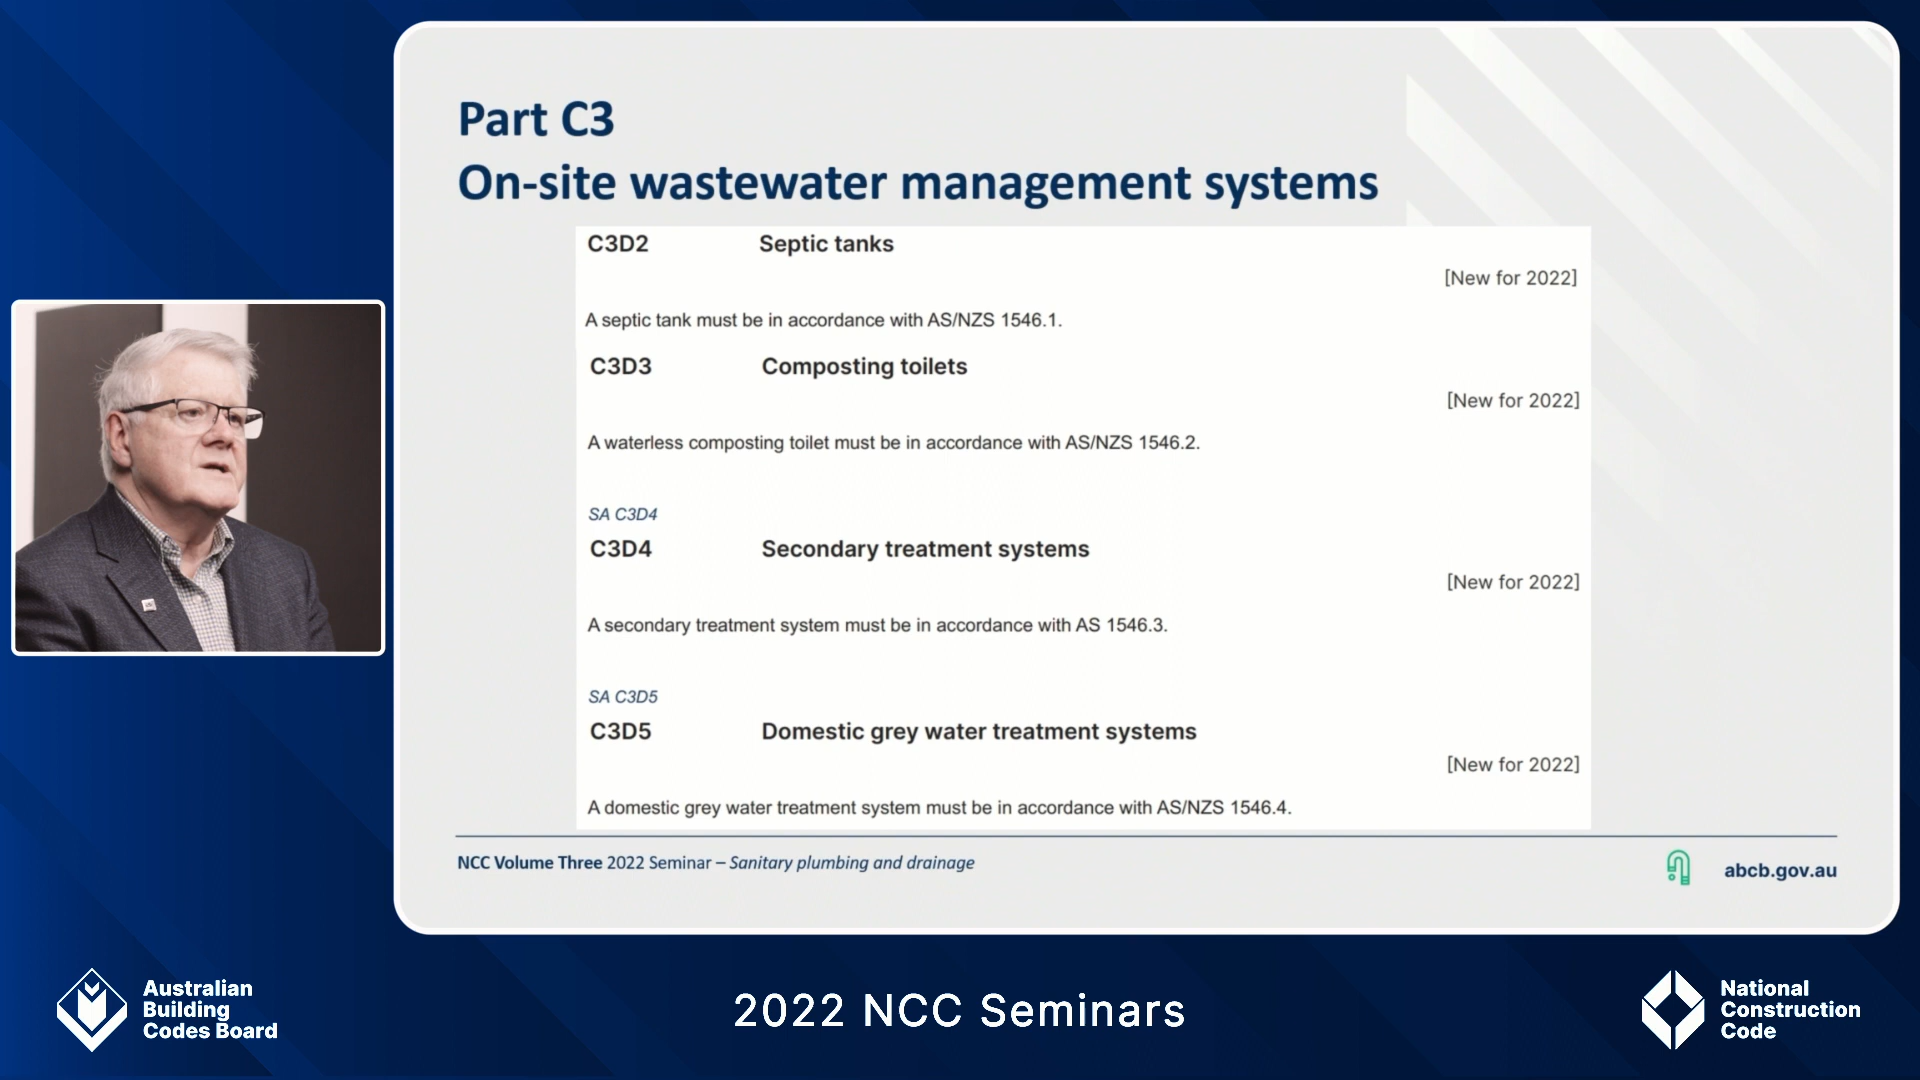 Part C3
On-site wastewater management systems
C3D2 Septic tanks
[New for 2022]
A septic tank must be in accordance with AS/NZS 1546.1.
C3D3 Composting toilets
[New for 2022]
A waterless composting toilet must be in accordance with AS/NZS 1546.2.
SA C3D4
C3D4 Secondary treatment systems
[New for 2022]
A secondary treatment system must be in accordance with AS 1546.3.
SA C3D5
C3D5 Domestic grey water treatment systems
[New for 2022]
A domestic grey water treatment system must be in accordance with AS/NZS 1546.4.
NCC Volume Three 2022 Seminar – Sanitary plumbing and drainage
abcb.gov.au
Australian
Building
Codes Board
2022 NCC Seminars
National
Construction
Code